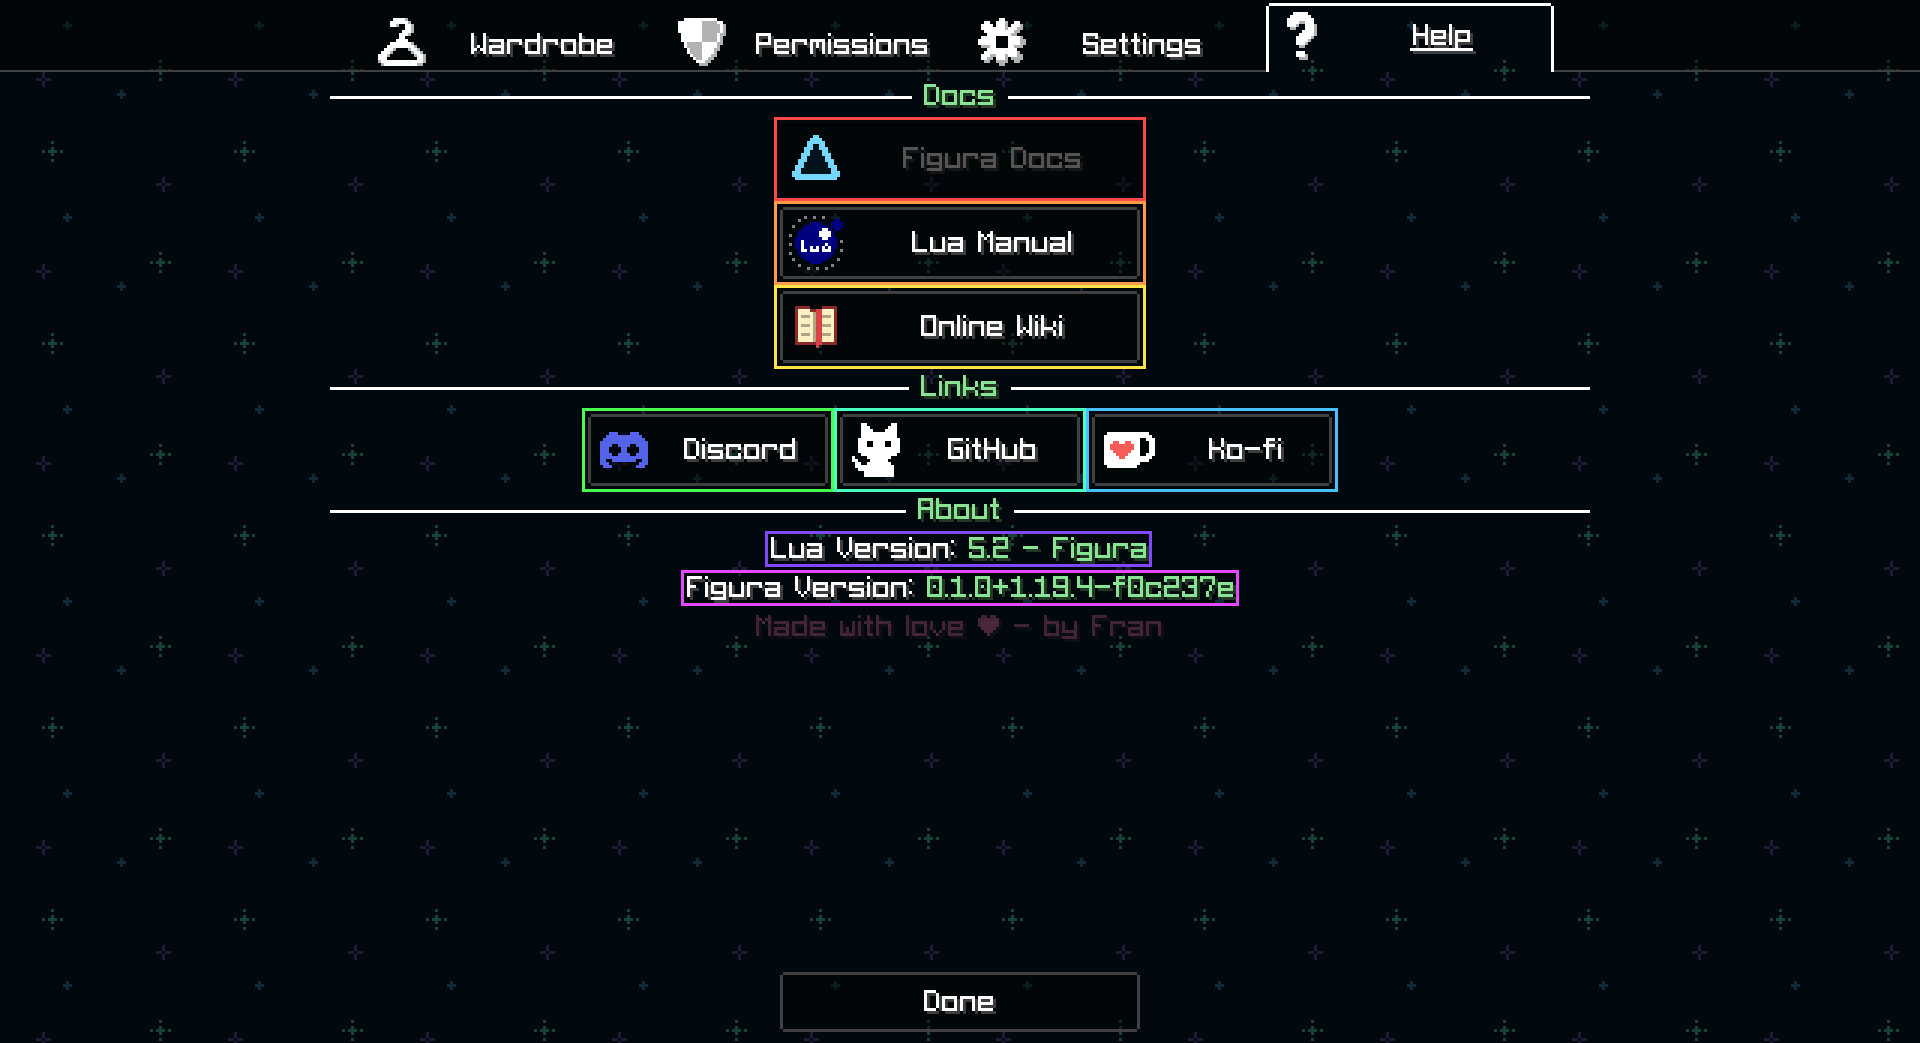 Wardrobe Permissions Settings Help
Docs
Figura Docs
Lua Manual
Online Wiki
Links
Discord GitHub Ko-fi
About
Lua Version: 5.2 - Figura
Figura Version: 0.1.0+1.19.4-f0c237e
Made with love ♥ - by Fran
Done